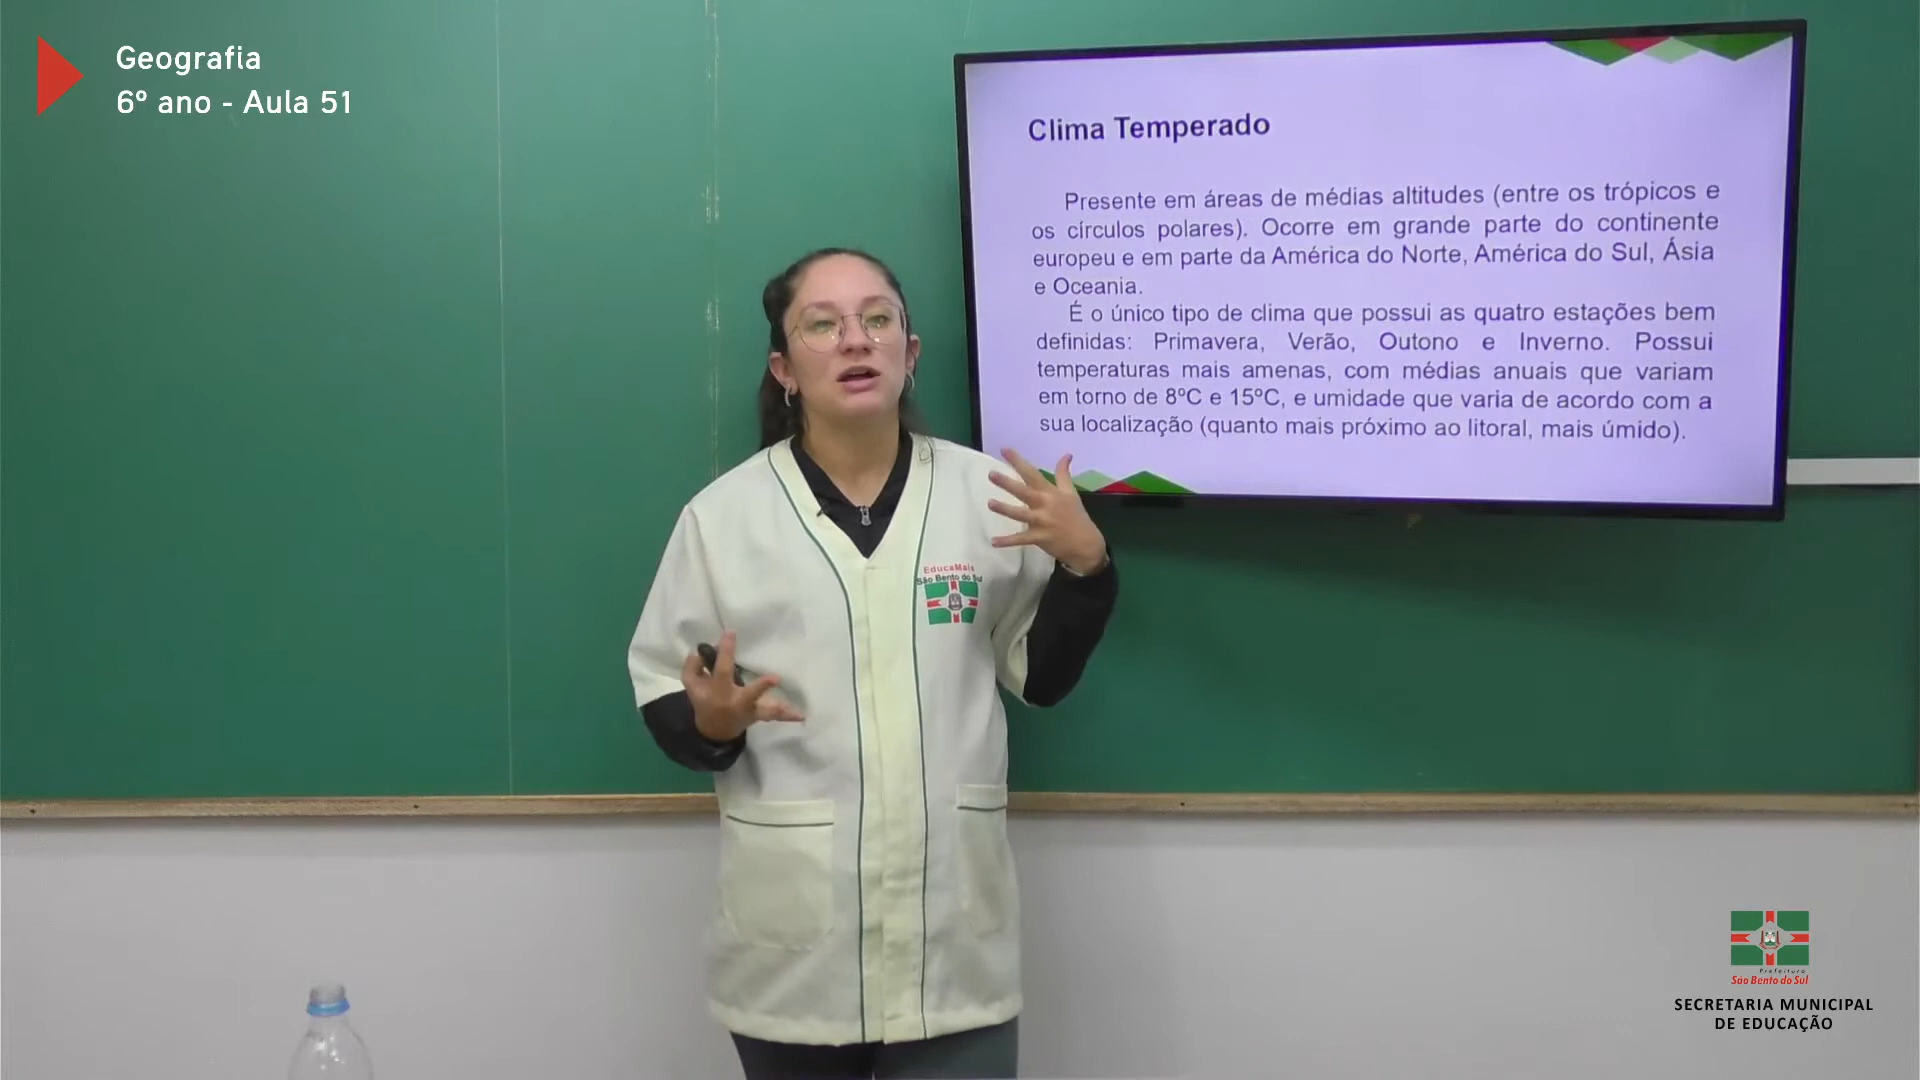 Geografia
6º ano - Aula 51
Clima Temperado
Presente em áreas de médias altitudes (entre os trópicos e
os círculos polares). Ocorre em grande parte do continente
europeu e em parte da América do Norte, América do Sul, Ásia
e Oceania.
É o único tipo de clima que possui as quatro estações bem
definidas: Primavera, Verão, Outono e Inverno. Possui
temperaturas mais amenas, com médias anuais que variam
em torno de 8ºC e 15ºC, e umidade que varia de acordo com a
sua localização (quanto mais próximo ao litoral, mais úmido).
EducaMais
São Bento do Sul
Prefeitura
São Bento do Sul
SECRETARIA MUNICIPAL
DE EDUCAÇÃO